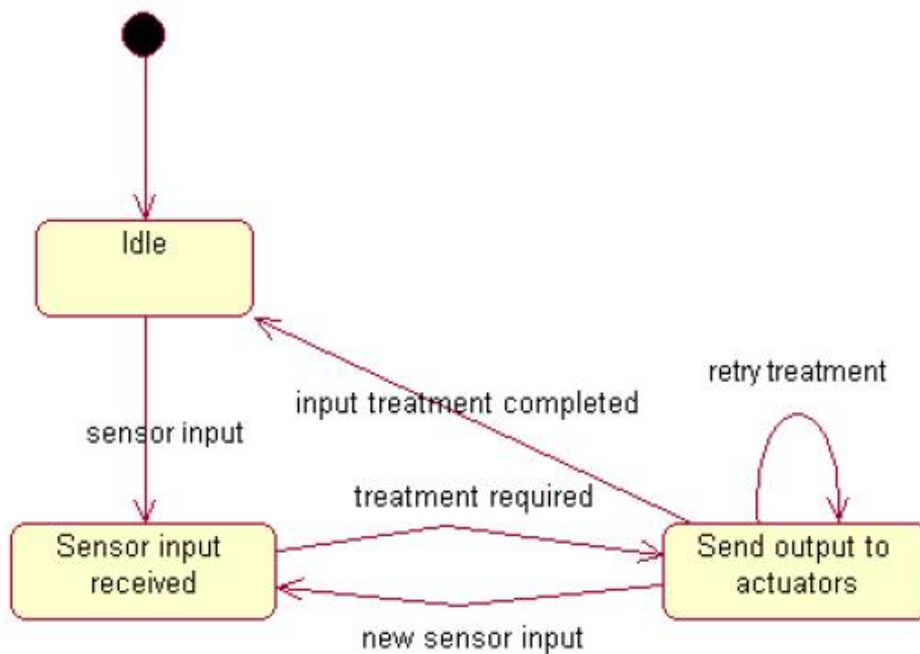 Idle
retry treatment
input treatment completed
sensor input
treatment required
Sensor input
received
Send output to
actuators
new sensor input